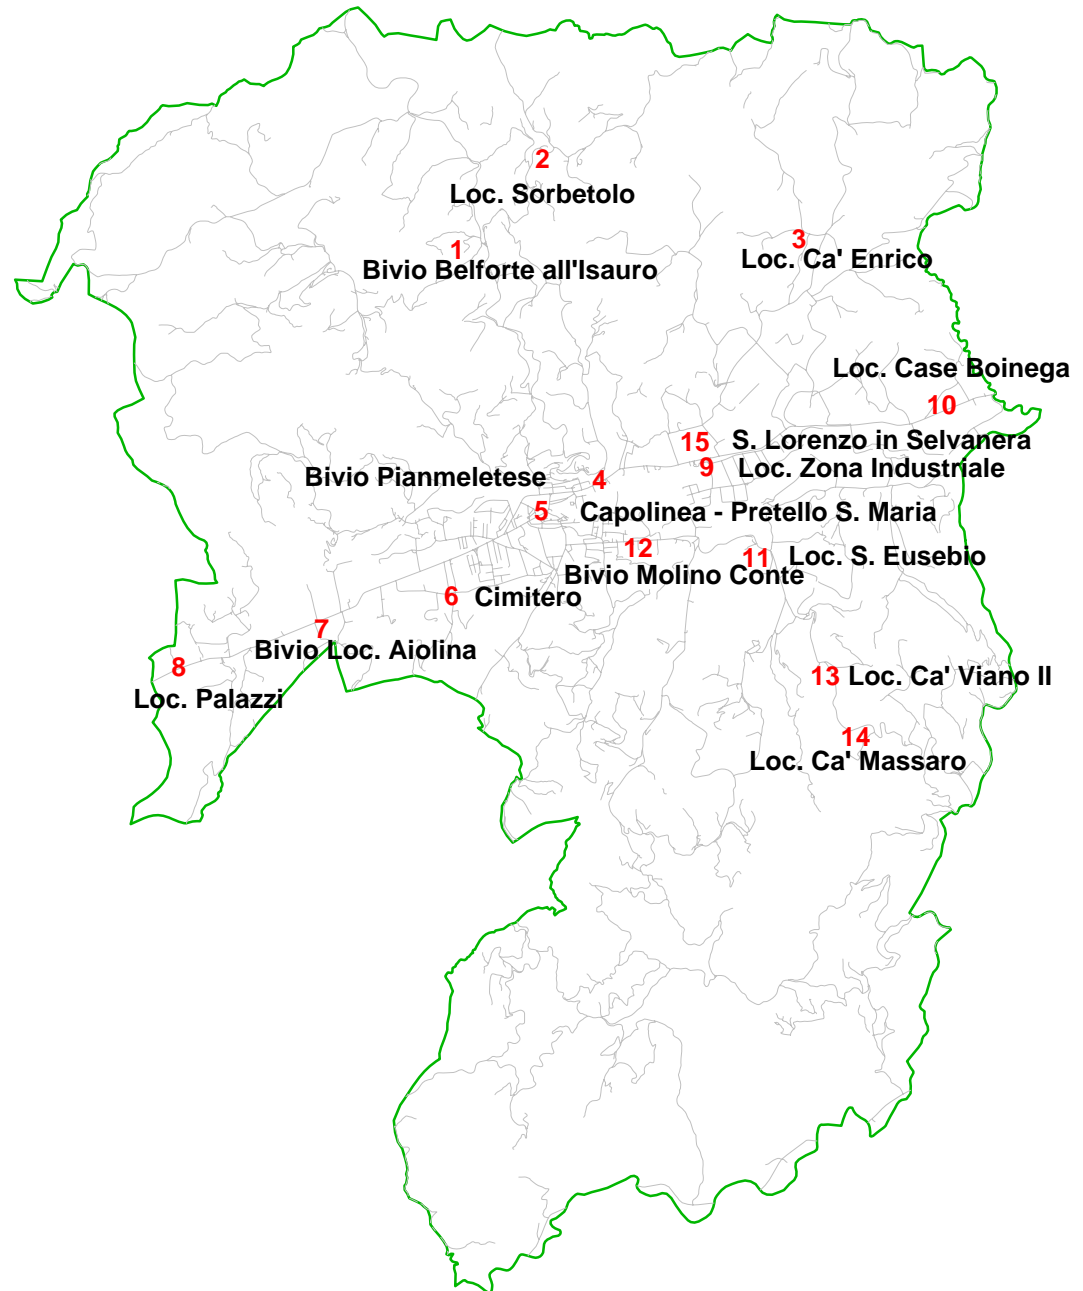 2
Loc. Sorbetolo
3
1
Loc. Ca' Enrico
Bivio Belforte all'Isauro
Loc. Case Boinega
10
15 S. Lorenzo in Selvanera
9 Loc. Zona Industriale
Bivio Pianmeletese 4
5 Capolinea - Pretello S. Maria
12
11 Loc. S. Eusebio
Bivio Molino Conte
6 Cimitero
7
Bivio Loc. Aiolina
8
Loc. Palazzi
13 Loc. Ca' Viano II
14
Loc. Ca' Massaro